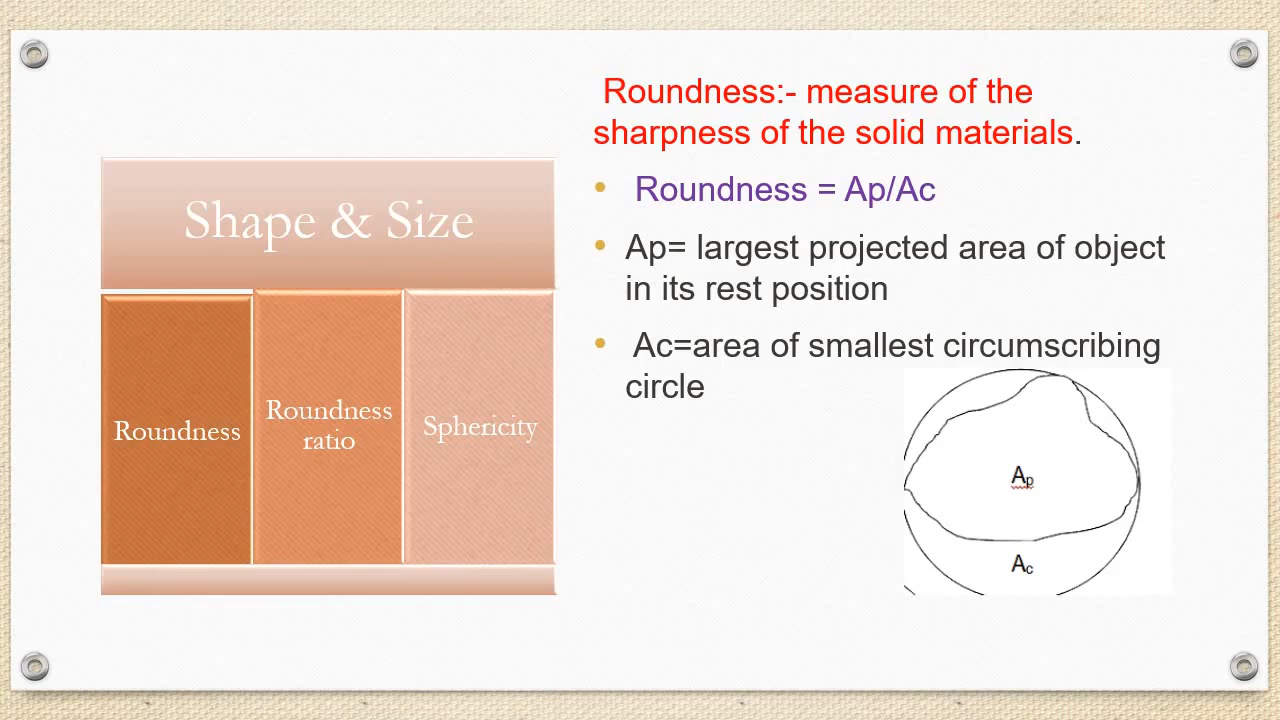 Shape & Size
Roundness
Roundness
ratio
Sphericity
Roundness:- measure of the
sharpness of the solid materials.
• Roundness = Ap/Ac
• Ap= largest projected area of object
in its rest position
• Ac=area of smallest circumscribing
circle
Ap
Ac